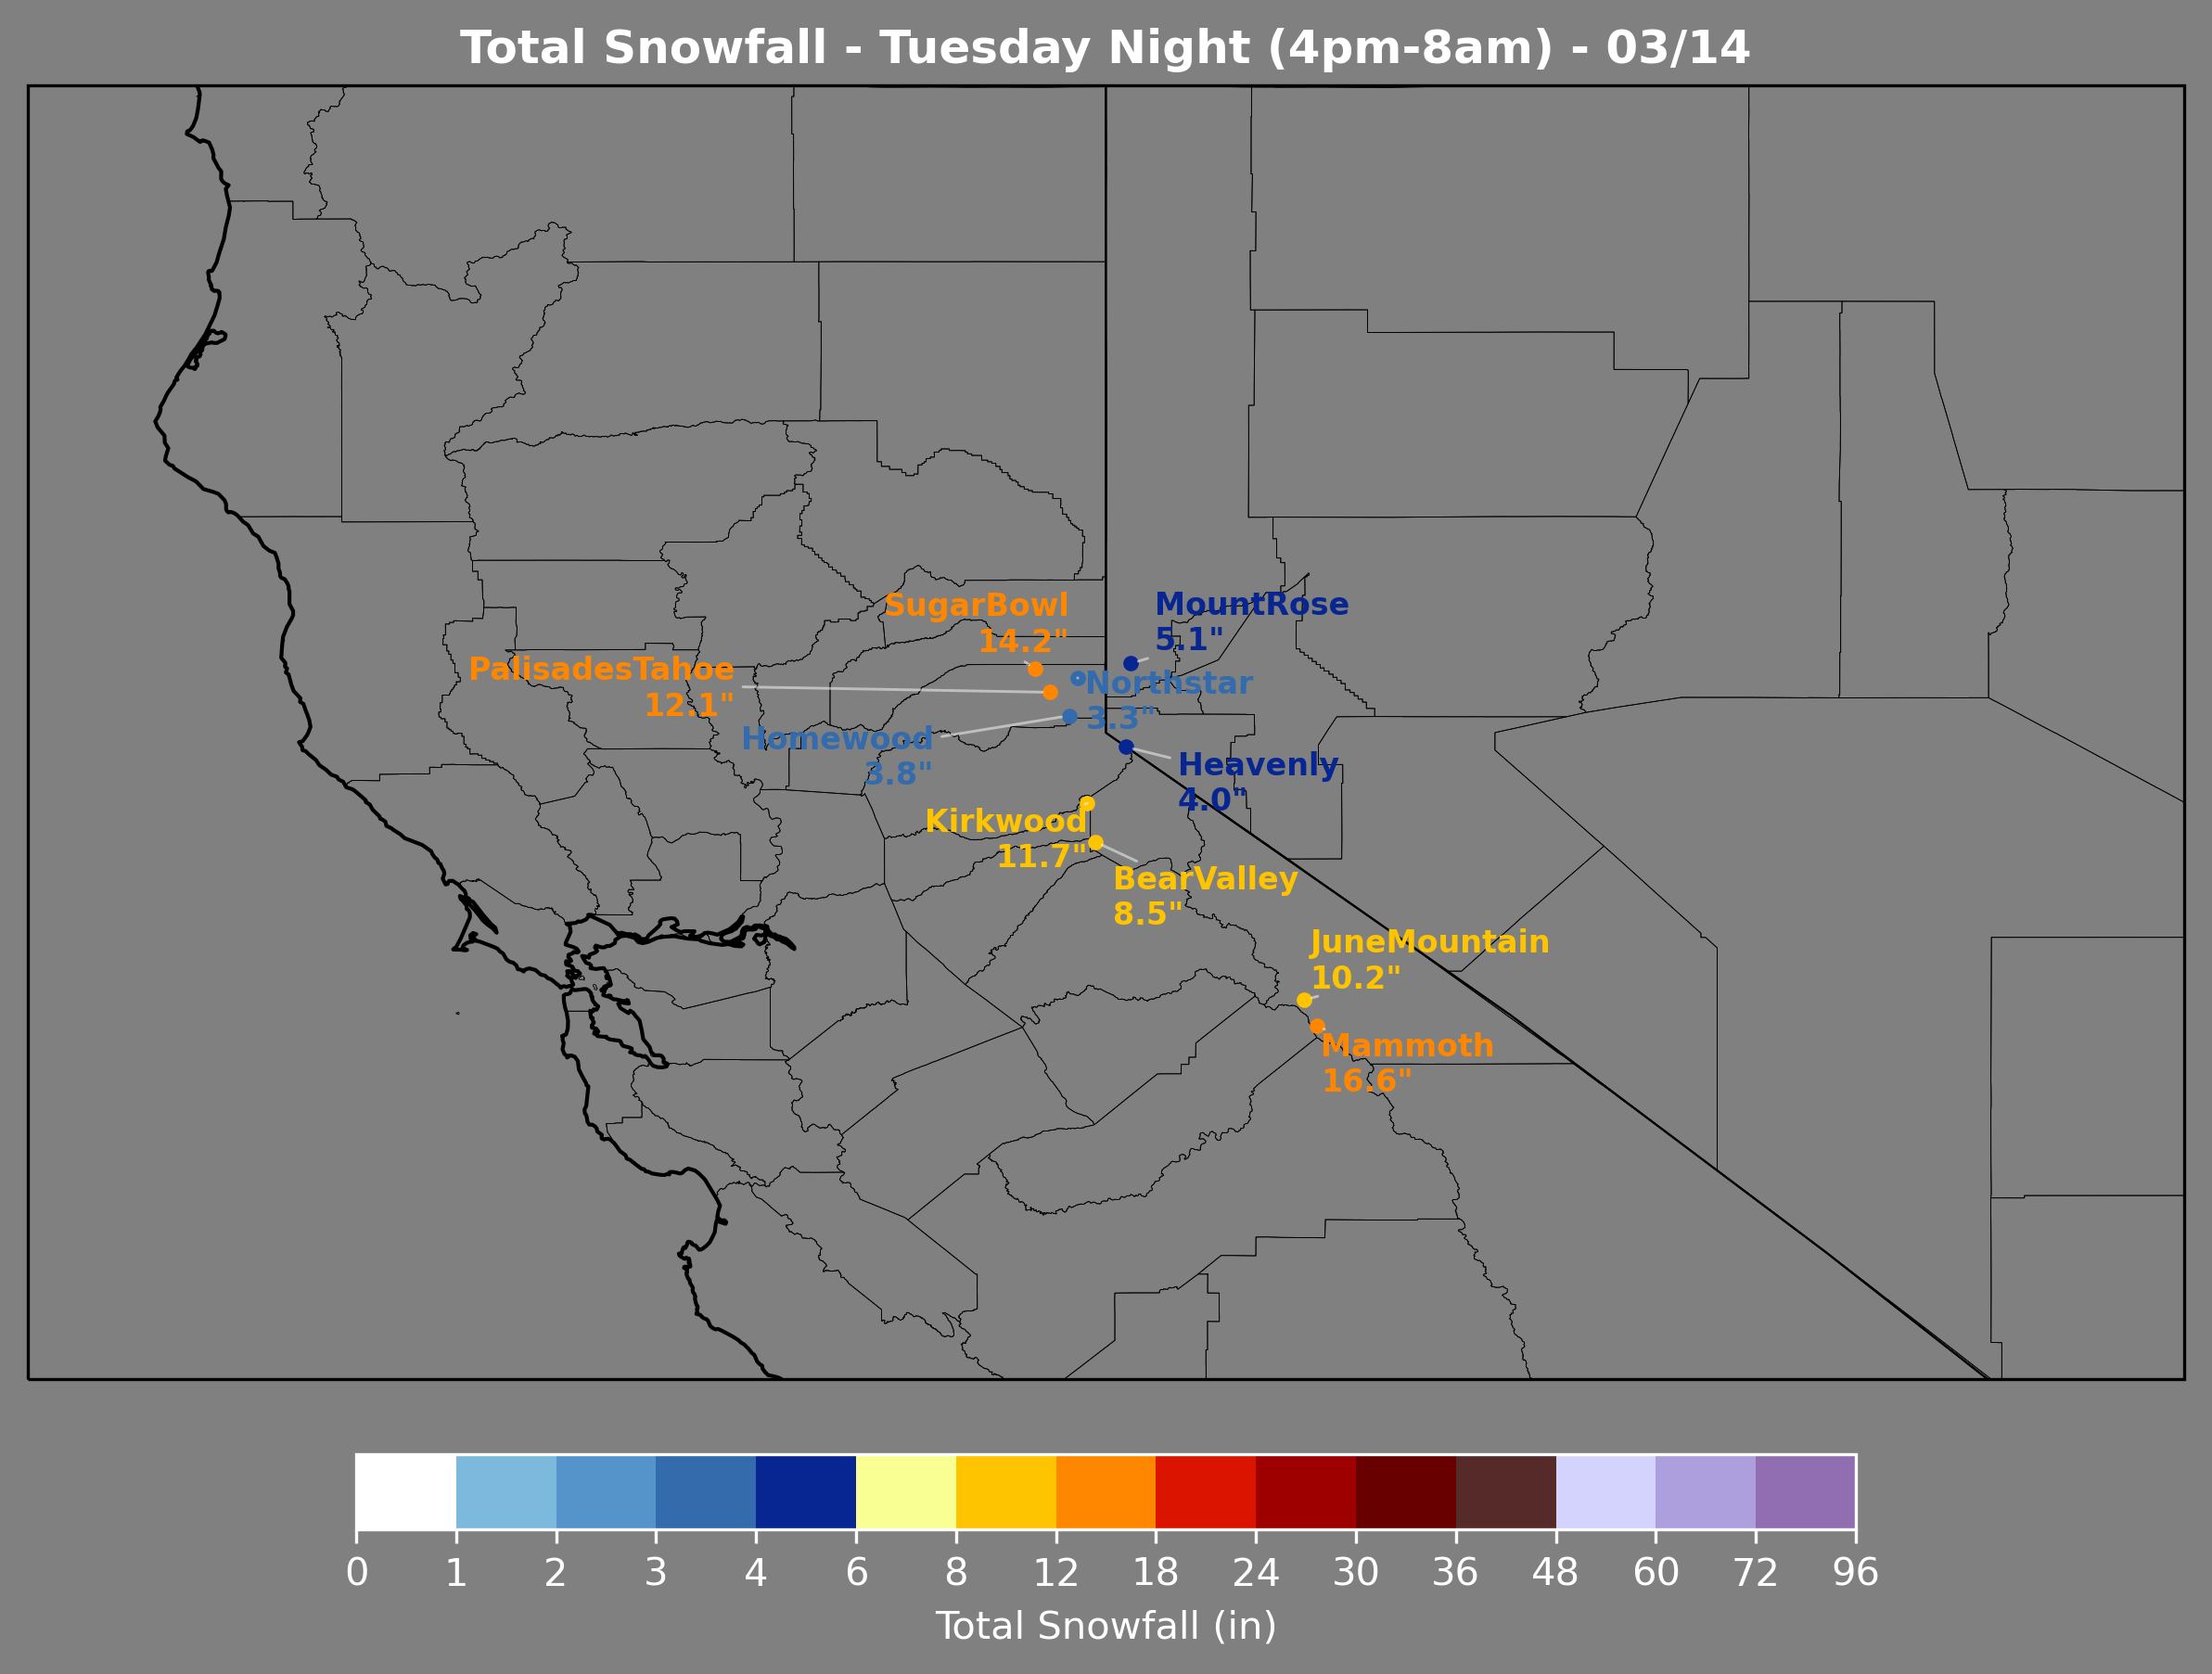 Total Snowfall - Tuesday Night (4pm-8am) - 03/14
SugarBowl
14.2"
MountRose
5.1"
PalisadesTahoe
12.1"
Northstar
3.3"
Homewood
3.8"
Heavenly
4.0"
Kirkwood
11.7"
BearValley
8.5"
JuneMountain
10.2"
Mammoth
16.6"
0 1 2 3 4 6 8 12 18 24 30 36 48 60 72 96
Total Snowfall (in)